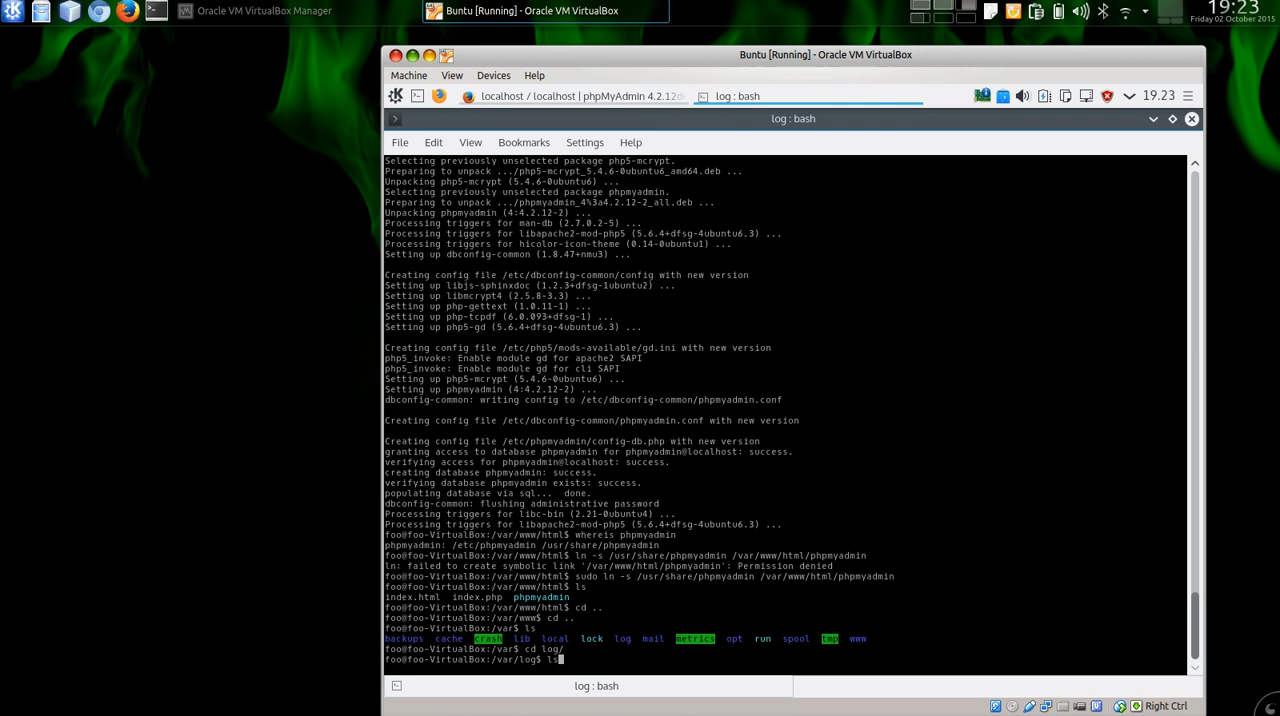 Oracle VM VirtualBox Manager
Buntu [Running] - Oracle VM VirtualBox
19:23
Friday 02 October 2015
Buntu [Running] - Oracle VM VirtualBox
Machine View Devices Help
localhost / localhost | phpMyAdmin 4.2.12d
log : bash
19.23
log : bash
File Edit View Bookmarks Settings Help
Selecting previously unselected package php5-mcrypt.
Preparing to unpack .../php5-mcrypt_5.4.6-0ubuntu6_amd64.deb ...
Unpacking php5-mcrypt (5.4.6-0ubuntu6) ...
Selecting previously unselected package phpmyadmin.
Preparing to unpack .../phpmyadmin_4%3a4.2.12-2_all.deb ...
Unpacking phpmyadmin (4:4.2.12-2) ...
Processing triggers for man-db (2.7.0.2-5) ...
Processing triggers for libapache2-mod-php5 (5.6.4+dfsg-4ubuntu6.3) ...
Processing triggers for hicolor-icon-theme (0.14-0ubuntu1) ...
Setting up dbconfig-common (1.8.47+nmu3) ...
Creating config file /etc/dbconfig-common/config with new version
Setting up libjs-sphinxdoc (1.2.3+dfsg-1ubuntu2) ...
Setting up libmcrypt4 (2.5.8-3.3) ...
Setting up php-gettext (1.0.11-1) ...
Setting up php-tcpdf (6.0.093+dfsg-1) ...
Setting up php5-gd (5.6.4+dfsg-4ubuntu6.3) ...
Creating config file /etc/php5/mods-available/gd.ini with new version
php5_invoke: Enable module gd for apache2 SAPI
php5_invoke: Enable module gd for cli SAPI
Setting up php5-mcrypt (5.4.6-0ubuntu6) ...
Setting up phpmyadmin (4:4.2.12-2) ...
dbconfig-common: writing config to /etc/dbconfig-common/phpmyadmin.conf
Creating config file /etc/dbconfig-common/phpmyadmin.conf with new version
Creating config file /etc/phpmyadmin/config-db.php with new version
granting access to database phpmyadmin for phpmyadmin@localhost: success.
verifying access for phpmyadmin@localhost: success.
creating database phpmyadmin: success.
verifying database phpmyadmin exists: success.
populating database via sql...  done.
dbconfig-common: flushing administrative password
Processing triggers for libc-bin (2.21-0ubuntu4) ...
Processing triggers for libapache2-mod-php5 (5.6.4+dfsg-4ubuntu6.3) ...
foo@foo-VirtualBox:/var/www/html$ whereis phpmyadmin
phpmyadmin: /etc/phpmyadmin /usr/share/phpmyadmin
foo@foo-VirtualBox:/var/www/html$ ln -s /usr/share/phpmyadmin /var/www/html/phpmyadmin
ln: failed to create symbolic link '/var/www/html/phpmyadmin': Permission denied
foo@foo-VirtualBox:/var/www/html$ sudo ln -s /usr/share/phpmyadmin /var/www/html/phpmyadmin
foo@foo-VirtualBox:/var/www/html$ ls
index.html  index.php  phpmyadmin
foo@foo-VirtualBox:/var/www/html$ cd ..
foo@foo-VirtualBox:/var/www$ cd ..
foo@foo-VirtualBox:/var$ ls
backups  cache  crash  lib  local  lock  log  mail  metrics  opt  run  spool  tmp  www
foo@foo-VirtualBox:/var$ cd log/
foo@foo-VirtualBox:/var/log$ ls
log : bash
Right Ctrl